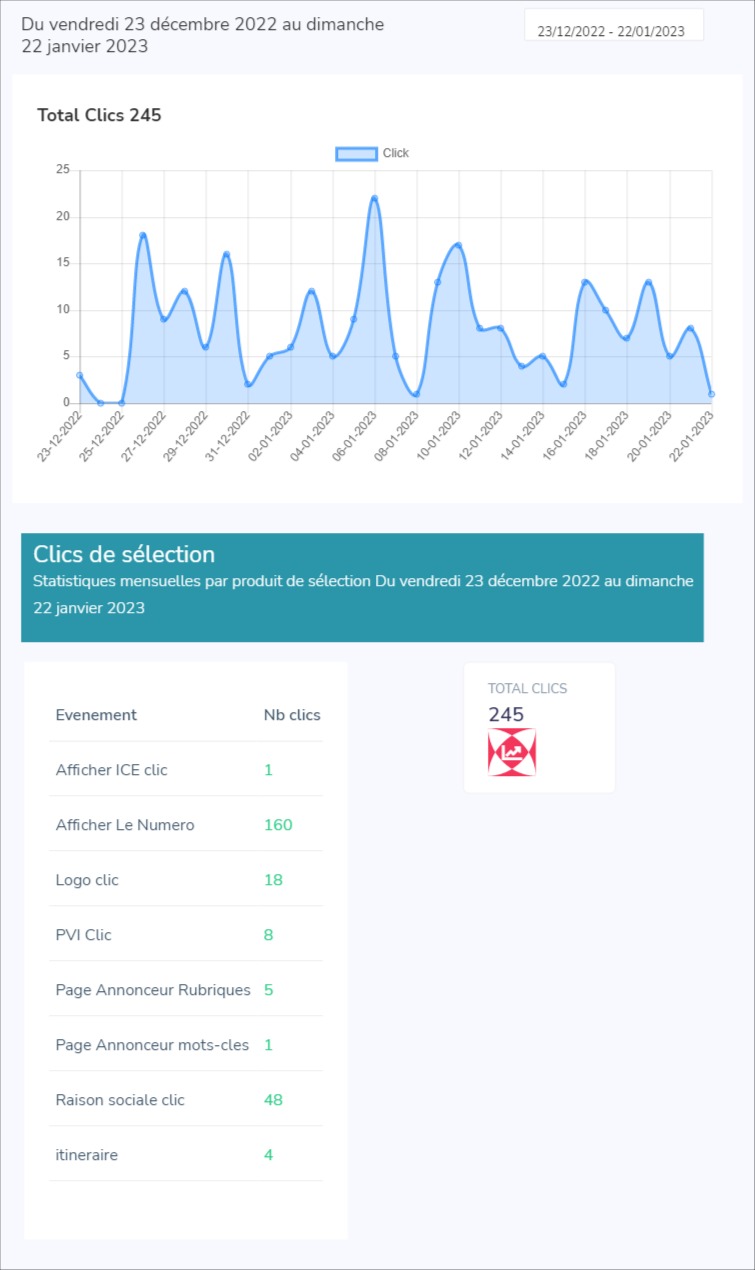 Du vendredi 23 décembre 2022 au dimanche
22 janvier 2023
23/12/2022 - 22/01/2023
Total Clics 245
Click
25
20
15
10
5
0
23-12-2022
25-12-2022
27-12-2022
29-12-2022
31-12-2022
02-01-2023
04-01-2023
06-01-2023
08-01-2023
10-01-2023
12-01-2023
14-01-2023
16-01-2023
18-01-2023
20-01-2023
22-01-2023
Clics de sélection
Statistiques mensuelles par produit de sélection Du vendredi 23 décembre 2022 au dimanche
22 janvier 2023
TOTAL CLICS
245
Evenement Nb clics
Afficher ICE clic 1
Afficher Le Numero 160
Logo clic 18
PVI Clic 8
Page Annonceur Rubriques 5
Page Annonceur mots-cles 1
Raison sociale clic 48
itineraire 4